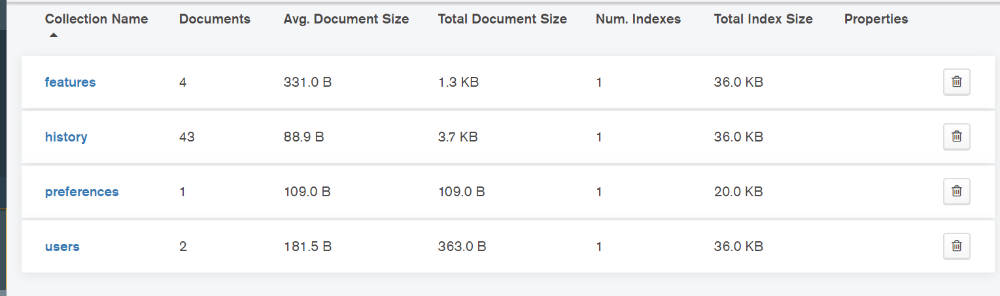 Collection Name Documents Avg. Document Size Total Document Size Num. Indexes Total Index Size Properties
features 4 331.0 B 1.3 KB 1 36.0 KB
history 43 88.9 B 3.7 KB 1 36.0 KB
preferences 1 109.0 B 109.0 B 1 20.0 KB
users 2 181.5 B 363.0 B 1 36.0 KB